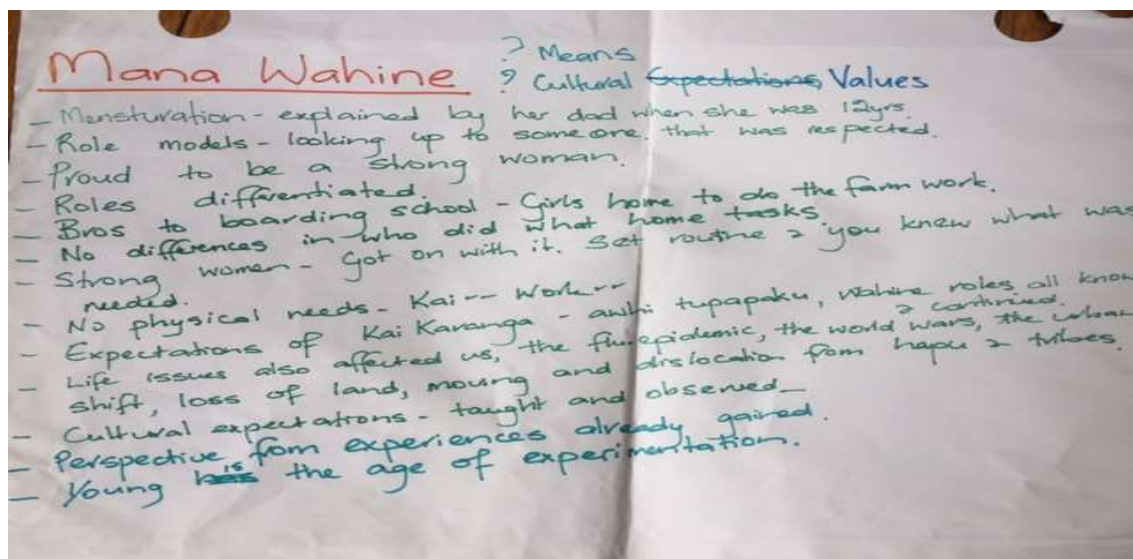 Mana Wahine ? Means
? Cultural Expectations Values
- Mensturation - explained by her dad when she was 12yrs.
- Role models - looking up to someone that was respected.
- Proud to be a strong woman.
- Roles differentiated.
- Bros to boarding school - Girls home to do the farm work.
- No differences in who did what home tasks.
- Strong women - Got on with it. Set routine & you knew what was
needed.
- No physical needs - Kai -- Work --
- Expectations of Kai Karanga - awhi tupapaku, wahine roles all know
& continued.
- Life issues also affected us, the flu epidemic, the world wars, the urban
shift, loss of land, moving and dislocation from hapu & tribes.
- Cultural expectations - taught and observed -
- Perspective from experiences already gained.
- Young is the age of experimentation.